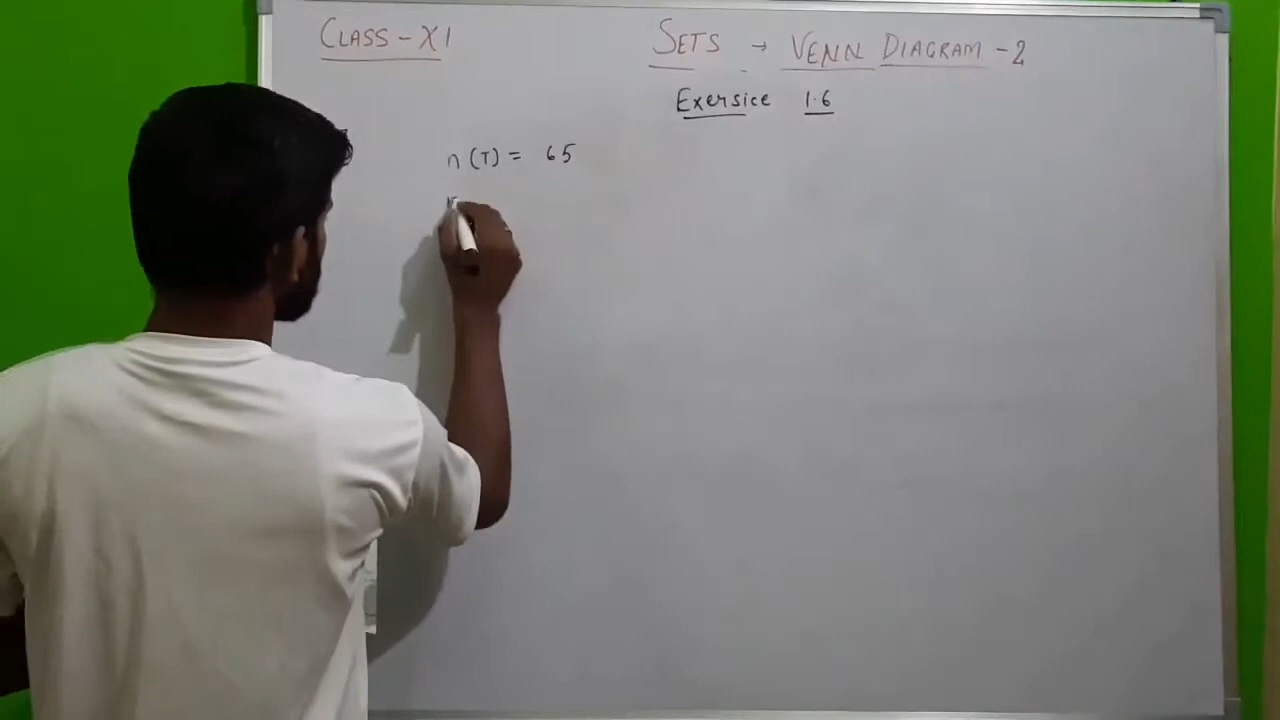 CLASS-XI
SETS → VENN DIAGRAM-2
Exersice 1.6
n(T) = 65